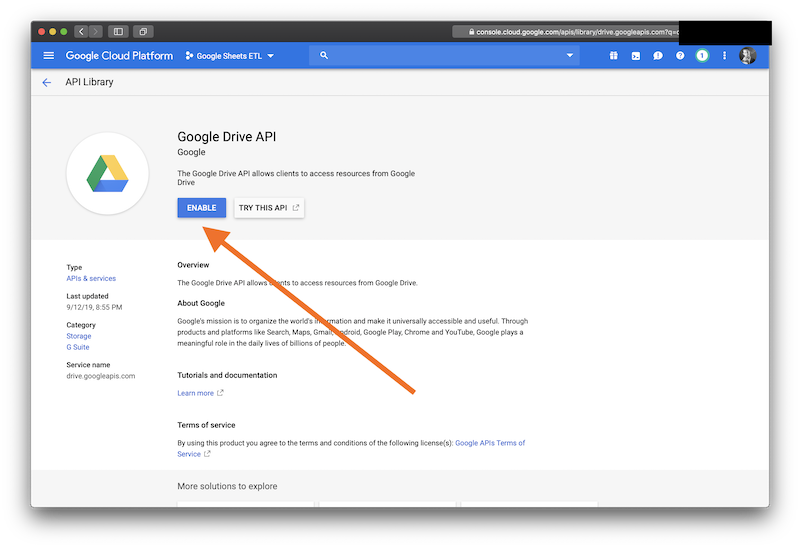 console.cloud.google.com/apis/library/drive.googleapis.com?q=
Google Cloud Platform
Google Sheets ETL
1
API Library
Google Drive API
Google
The Google Drive API allows clients to access resources from Google
Drive
ENABLE
TRY THIS API
Type
APIs & services
Last updated
9/12/19, 8:55 PM
Category
Storage
G Suite
Service name
drive.googleapis.com
Overview
The Google Drive API allows clients to access resources from Google Drive.
About Google
Google's mission is to organize the world's information and make it universally accessible and useful. Through
products and platforms like Search, Maps, Gmail, Android, Google Play, Chrome and YouTube, Google plays a
meaningful role in the daily lives of billions of people.
Tutorials and documentation
Learn more
Terms of service
By using this product you agree to the terms and conditions of the following license(s): Google APIs Terms of
Service
More solutions to explore